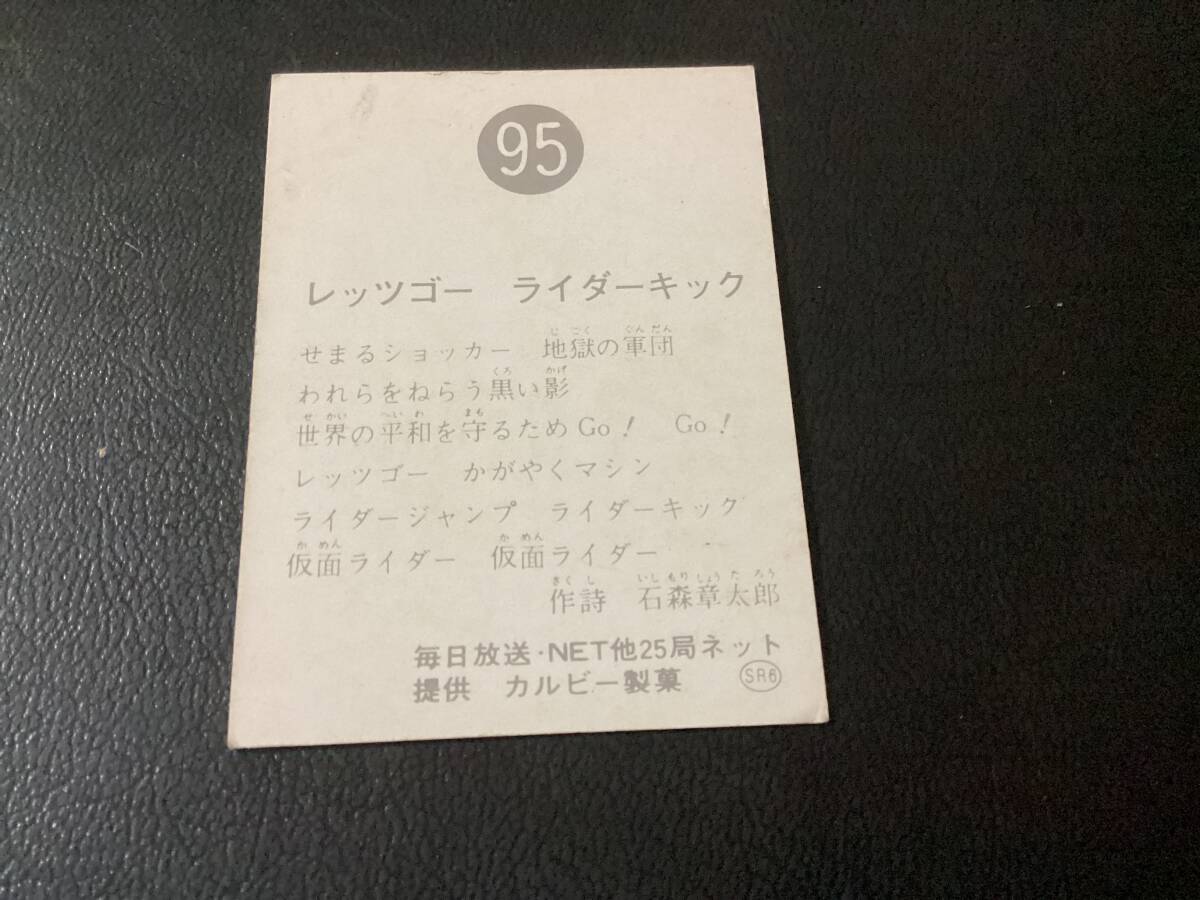 95
レッツゴー　ライダーキック
せまるショッカー　地獄の軍団
われらをねらう黒い影
世界の平和を守るためGo！　Go！
レッツゴー　かがやくマシン
ライダージャンプ　ライダーキック
仮面ライダー　仮面ライダー
作詩　石森章太郎
毎日放送・NET他25局ネット
提供　カルビー製菓　SR6